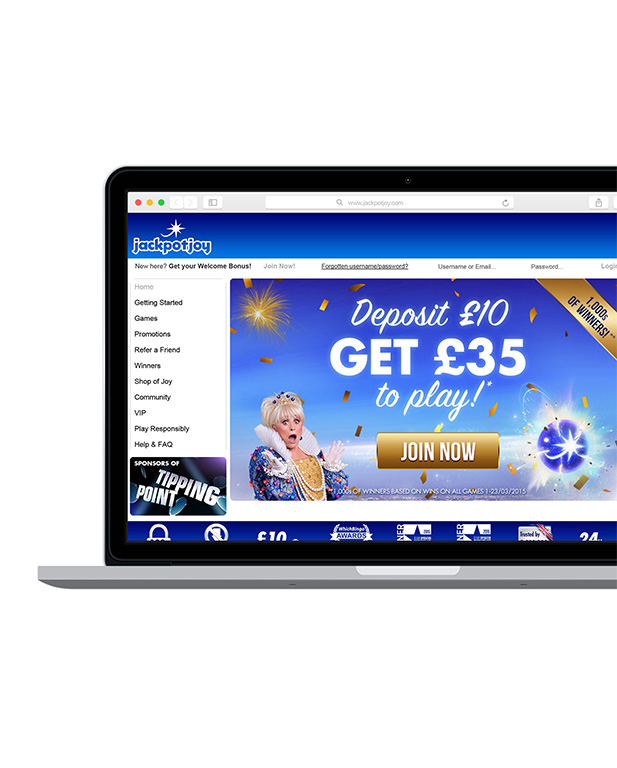 www.jackpotjoy.com
jackpotjoy
New here? Get your Welcome Bonus! Join Now! Forgotten username/password? Username or Email... Password... Login
Home
Getting Started
Games
Promotions
Refer a Friend
Winners
Shop of Joy
Community
VIP
Play Responsibly
Help & FAQ
SPONSORS OF
TIPPING
POINT
Deposit £10
GET £35
to play!*
JOIN NOW
1,000s
OF WINNERS!**
1,000s OF WINNERS BASED ON WINS ON ALL GAMES 1-23/03/2015
£10
WhichBingo
AWARDS
Trusted by
24